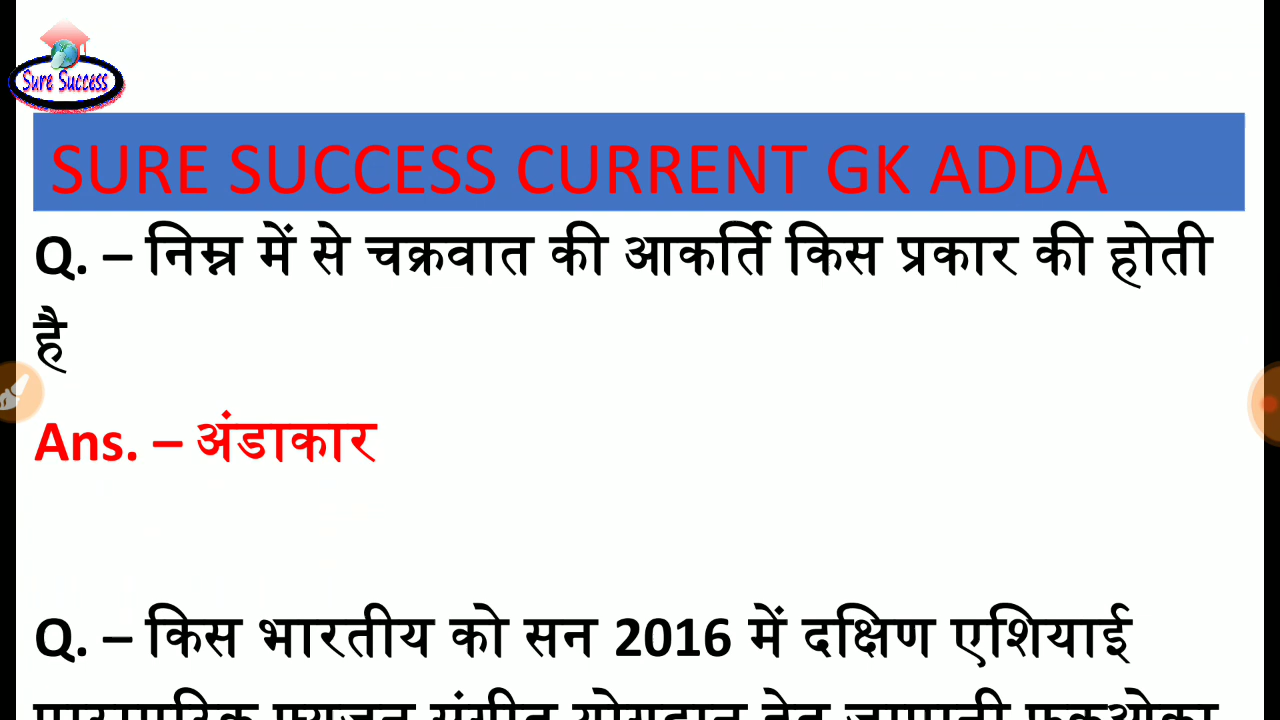 Sure Success
SURE SUCCESS CURRENT GK ADDA
Q. – निम्न में से चक्रवात की आकर्ति किस प्रकार की होती
है
Ans. – अंडाकार
Q. – किस भारतीय को सन 2016 में दक्षिण एशियाई